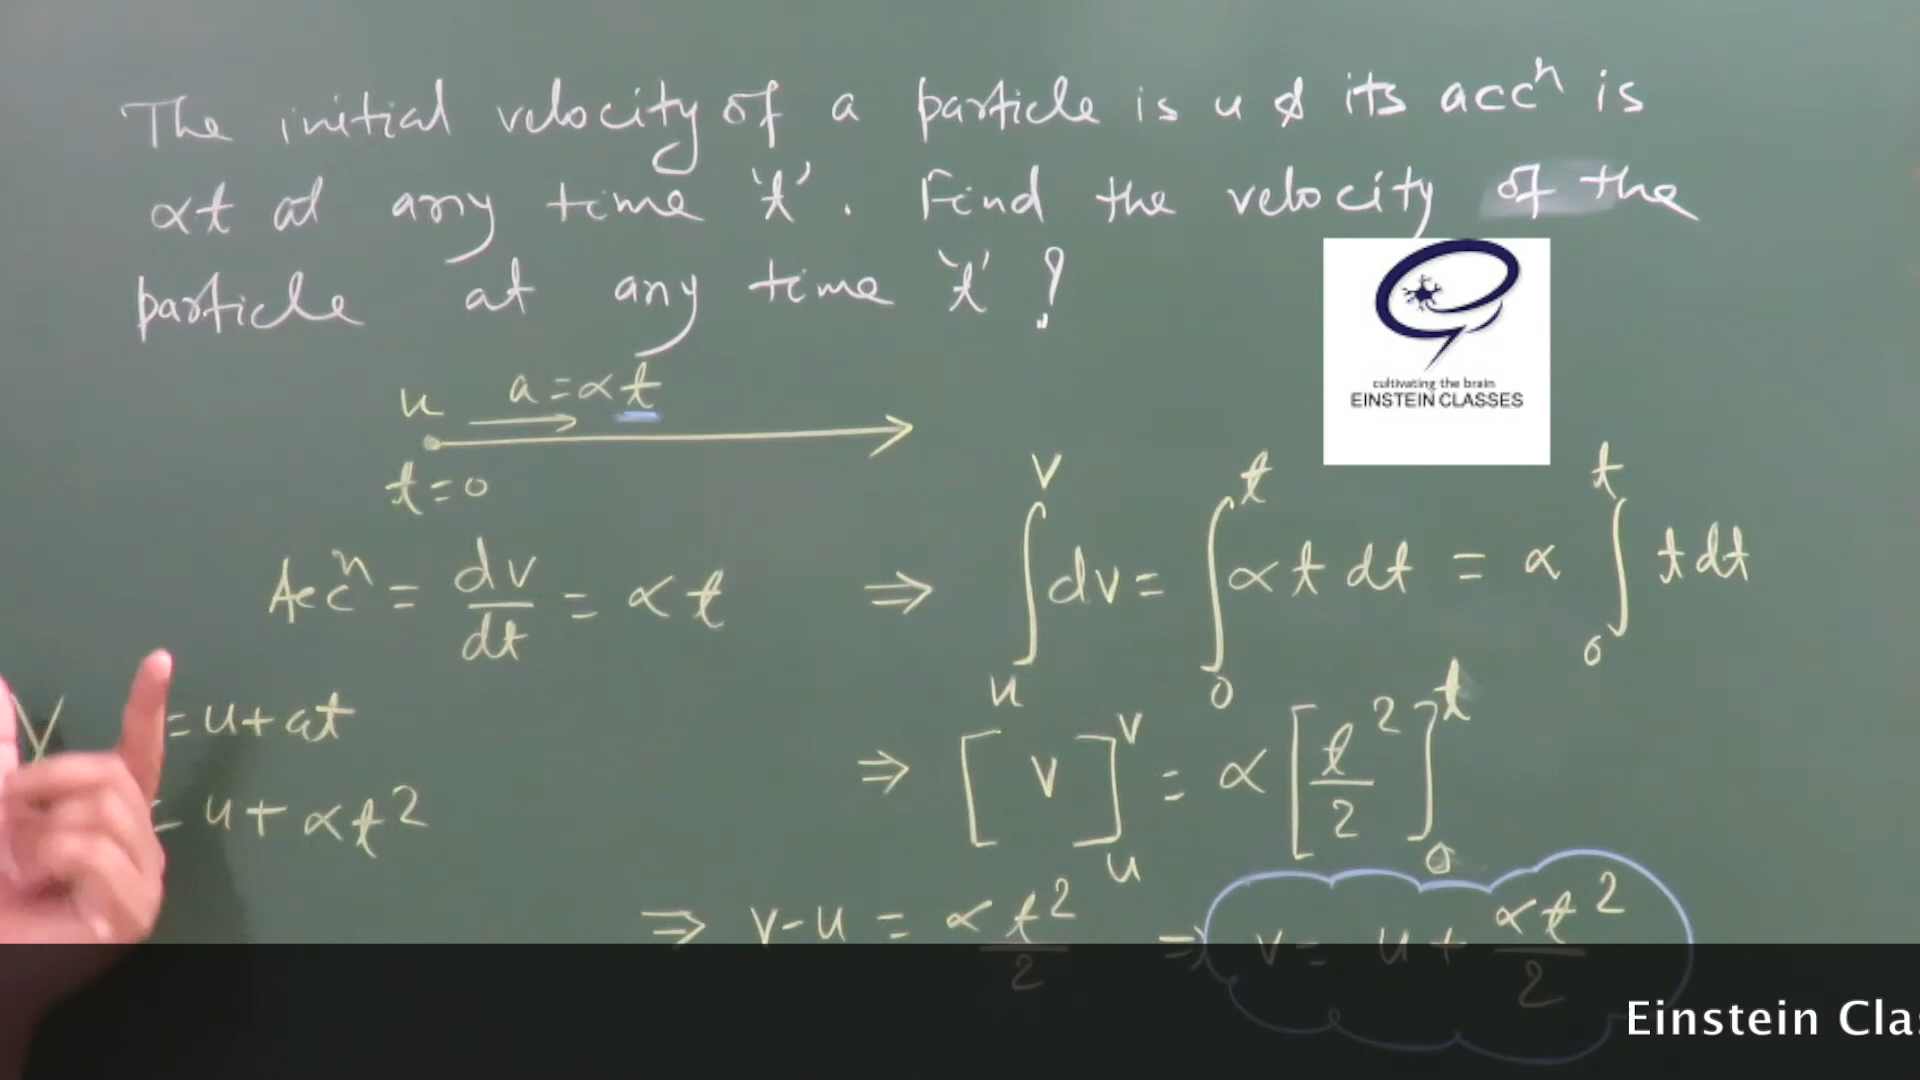 The initial velocity of a particle is u & its accⁿ is
αt at any time 't'. Find the velocity of the
particle at any time 't' ?
cultivating the brain
EINSTEIN CLASSES
u a = αt
t = 0
Accⁿ = dv/dt = αt ⇒ ∫ᵤᵛ dv = ∫₀ᵗ αt dt = α ∫₀ᵗ t dt
V = u + at
⇒ [v]ᵤᵛ = α [t²/2]₀ᵗ
= u + αt²
⇒ v - u = αt²/2 ⇒ v = u + αt²/2
Einstein Clas